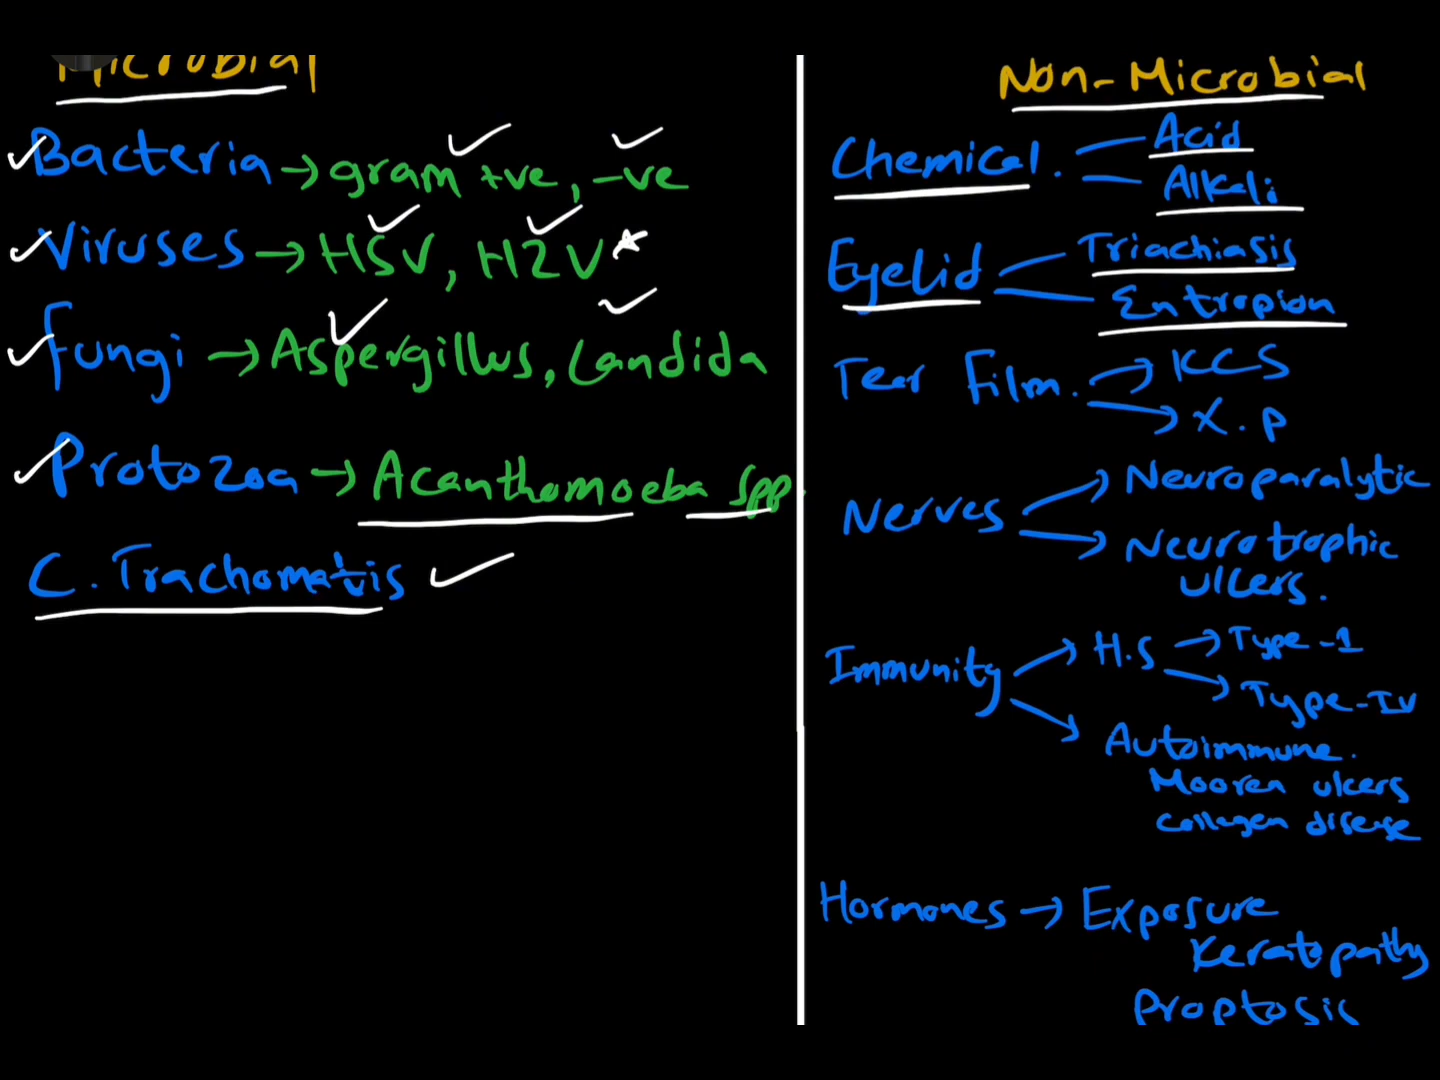 Microbial
Bacteria → gram +ve, -ve
Viruses → HSV, HZV *
Fungi → Aspergillus, Candida
Protozoa → Acanthomoeba Spp.
C. Trachomatis
Non-Microbial
Chemical.
Acid
Alkali
Eyelid
Triachiasis
Entropion
Tear Film.
KCS
X.P
Nerves
Neuroparalytic
Neurotrophic
ulcers.
Immunity
H.S → Type-1
Type-IV
Autoimmune.
Mooren ulcers
Collagen disease
Hormones → Exposure
Keratopathy
Proptosis